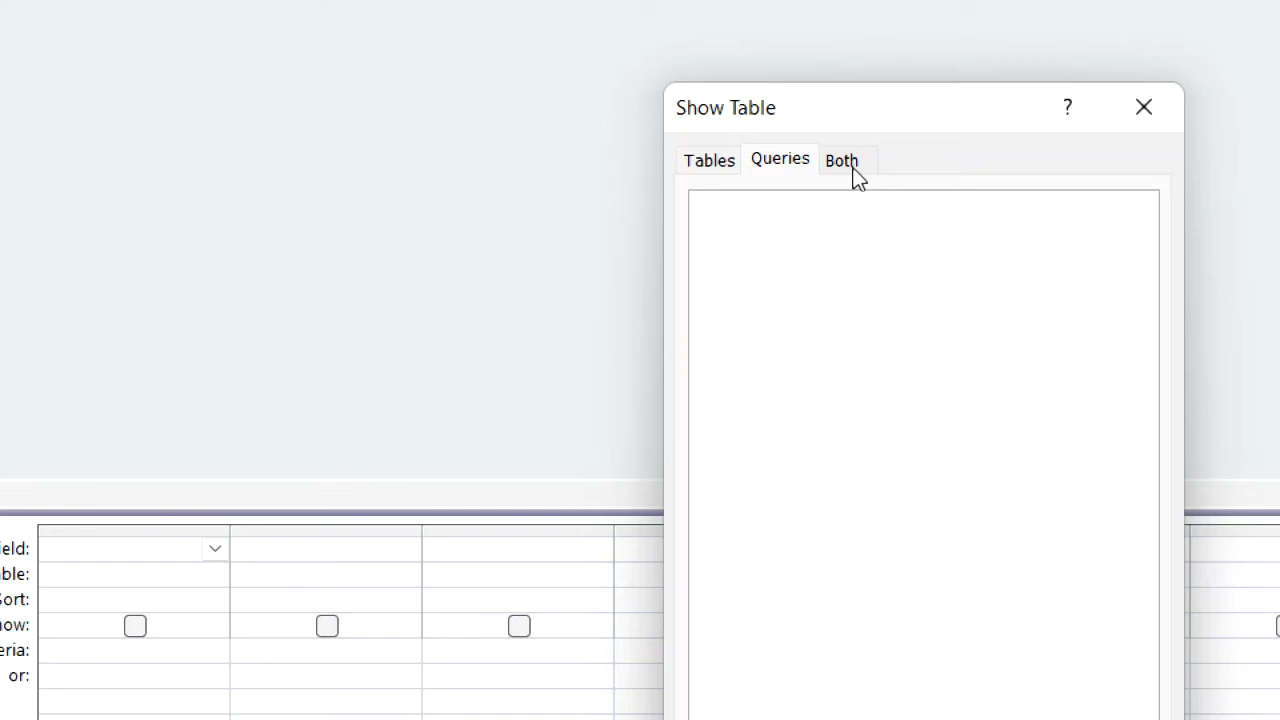 Show Table ?
Tables Queries Both
ield:
ble:
Sort:
how:
eria:
or: